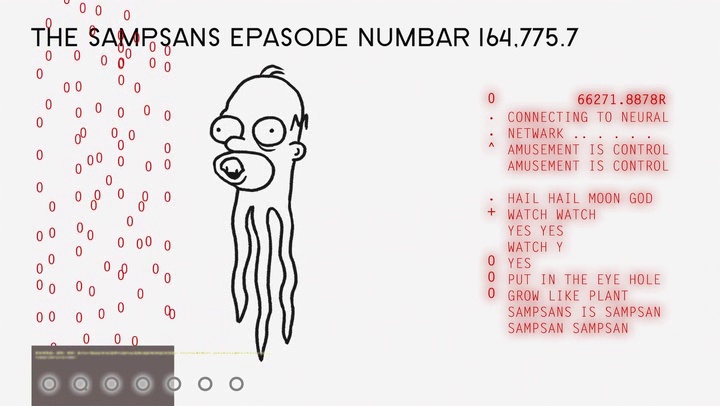 THE SAMPSANS EPASODE NUMBAR 164,775.7
0 66271.8878R
. CONNECTING TO NEURAL
. NETWARK .. . . . .
^ AMUSEMENT IS CONTROL
AMUSEMENT IS CONTROL
. HAIL HAIL MOON GOD
+ WATCH WATCH
YES YES
WATCH Y
0 YES
0 PUT IN THE EYE HOLE
0 GROW LIKE PLANT
SAMPSANS IS SAMPSAN
SAMPSAN SAMPSAN